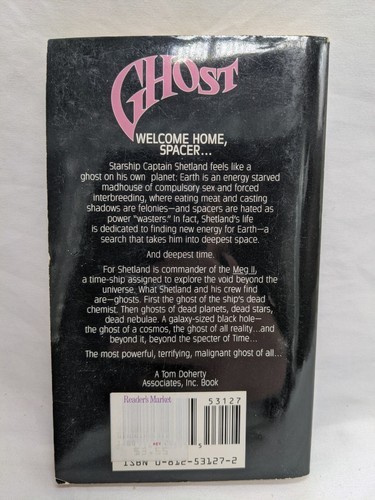 GHOST
WELCOME HOME,
SPACER...
Starship Captain Shetland feels like a
ghost on his own planet: Earth is an energy starved
madhouse of compulsory sex and forced
interbreeding, where eating meat and casting
shadows are felonies—and spacers are hated as
power "wasters." In fact, Shetland's life
is dedicated to finding new energy for Earth—a
search that takes him into deepest space.
And deepest time.
For Shetland is commander of the Meg II,
a time-ship assigned to explore the void beyond the
universe. What Shetland and his crew find
are—ghosts. First the ghost of the ship's dead
chemist. Then ghosts of dead planets, dead stars,
dead nebulae. A galaxy-sized black hole—
the ghost of a cosmos, the ghost of all reality...and
beyond it, beyond the specter of Time...
The most powerful, terrifying, malignant ghost of all...
A Tom Doherty
Associates, Inc. Book
Reader's Market
53127
5
ISBN 0-812-53127-2